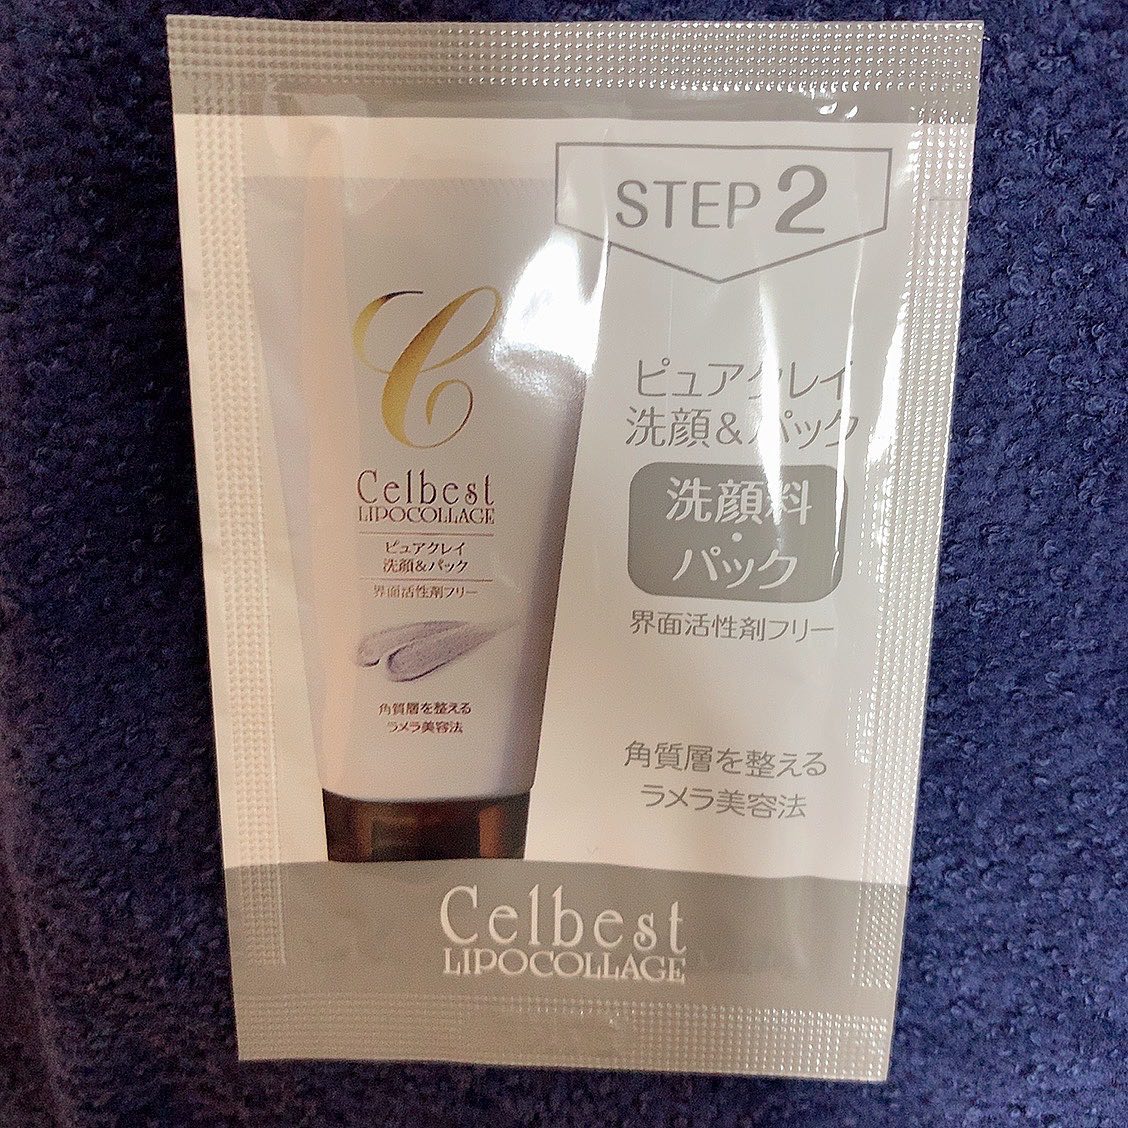 STEP 2
ピュアクレイ
洗顔&パック
洗顔料
・
パック
界面活性剤フリー
角質層を整える
ラメラ美容法
C
Celbest
LIPOCOLLAGE
ピュアクレイ
洗顔&パック
界面活性剤フリー
角質層を整える
ラメラ美容法
Celbest
LIPOCOLLAGE